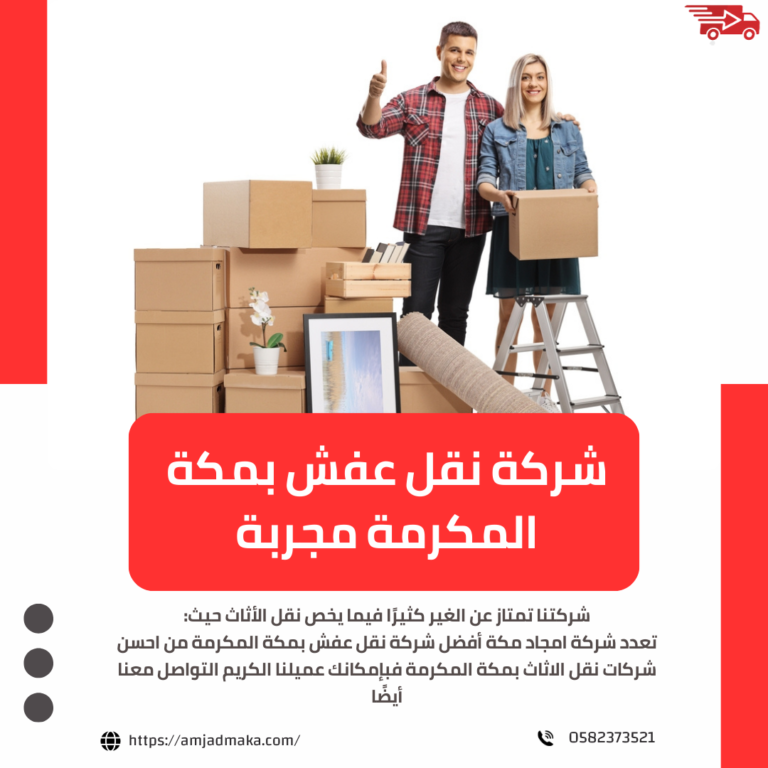 شركة نقل عفش بمكة
المكرمة مجربة
شركتنا تمتاز عن الغير كثيرًا فيما يخص نقل الأثاث حيث:
تعدد شركة امجاد مكة أفضل شركة نقل عفش بمكة المكرمة من احسن
شركات نقل الاثاث بمكة المكرمة فبإمكانك عميلنا الكريم التواصل معنا
أيضًا
https://amjadmaka.com/
0582373521